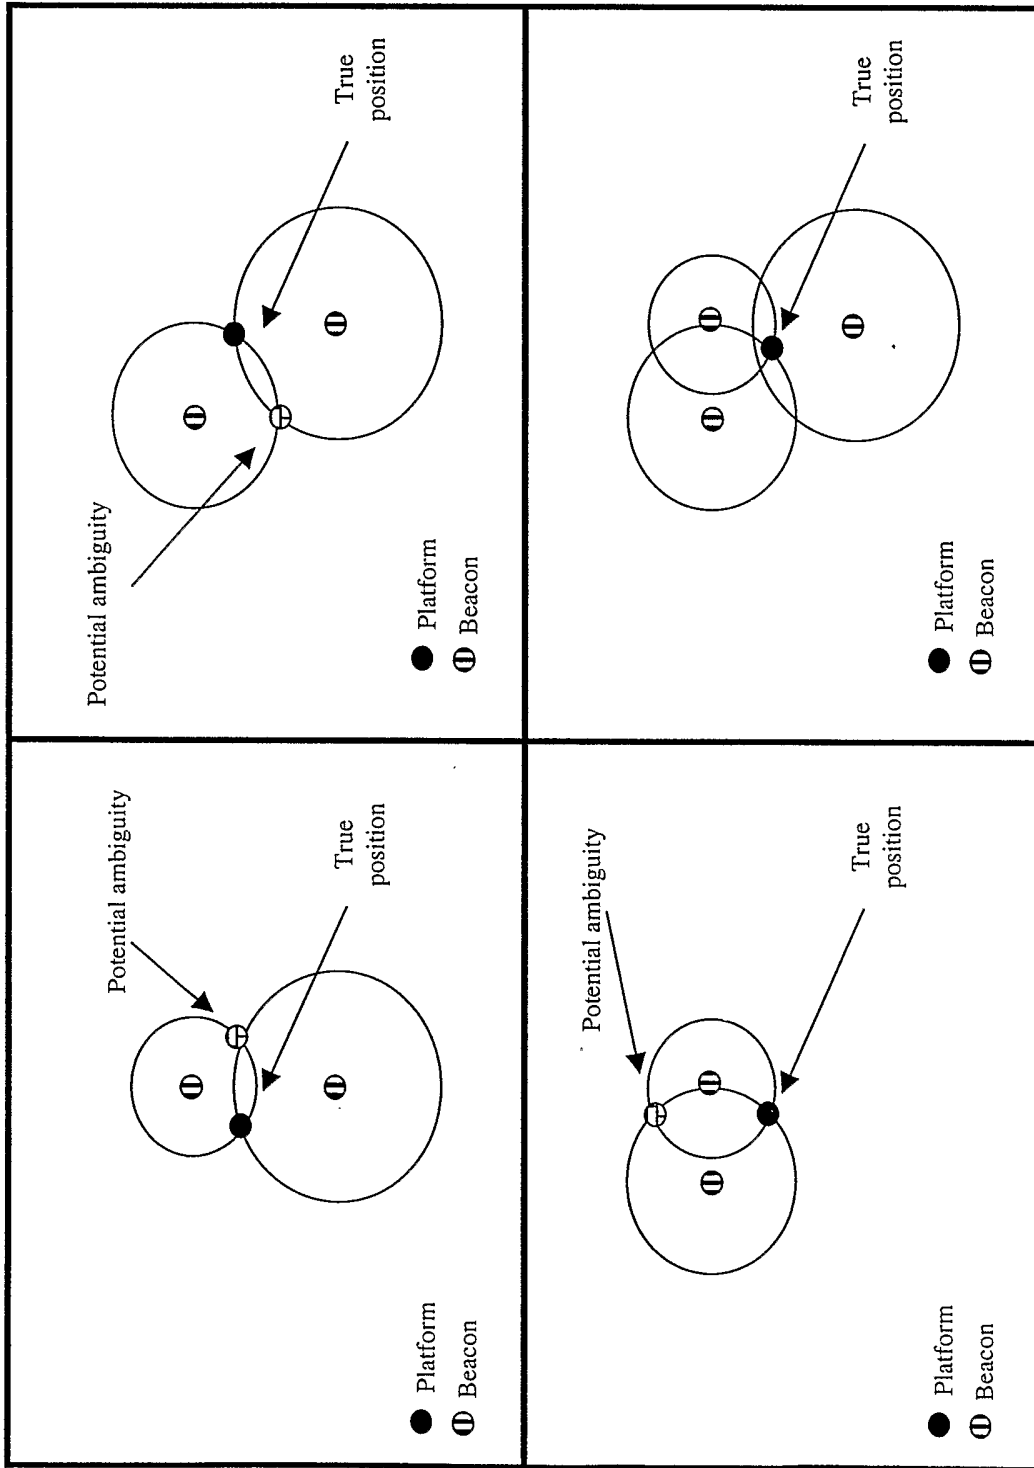 Potential ambiguity
True
position
Platform
Beacon
Potential ambiguity
True
position
Platform
Beacon
Potential ambiguity
True
position
Platform
Beacon
True
position
Platform
Beacon